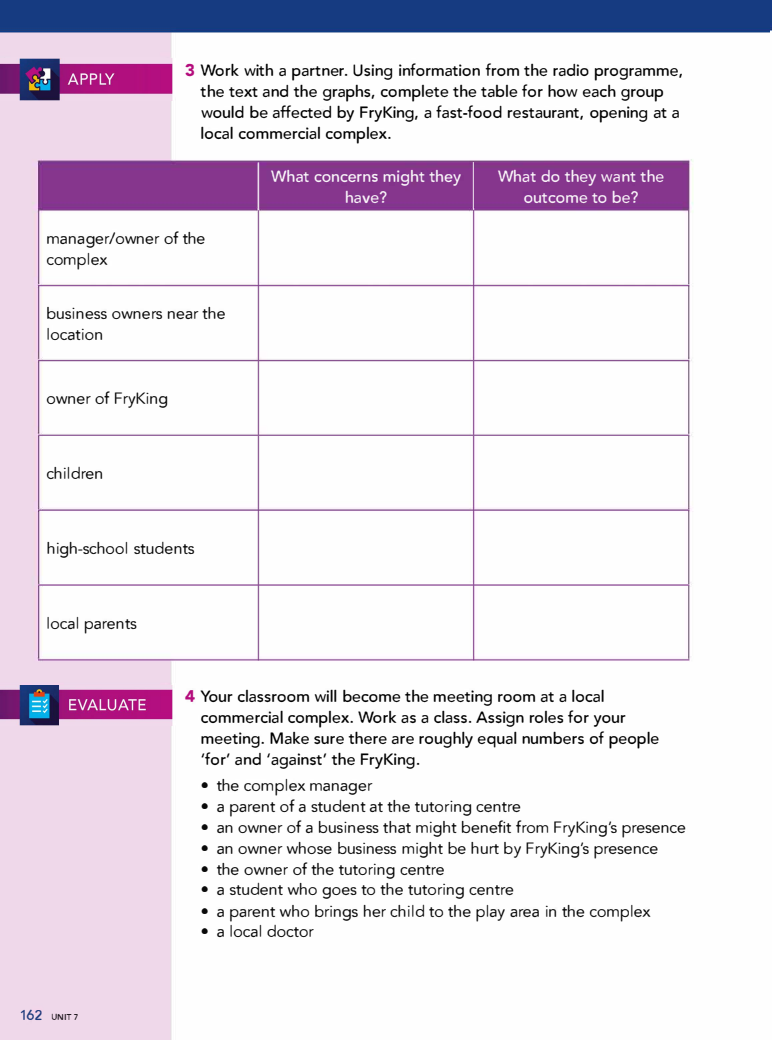 APPLY
3 Work with a partner. Using information from the radio programme,
the text and the graphs, complete the table for how each group
would be affected by FryKing, a fast-food restaurant, opening at a
local commercial complex.
What concerns might they
have?
What do they want the
outcome to be?
manager/owner of the
complex
business owners near the
location
owner of FryKing
children
high-school students
local parents
EVALUATE
4 Your classroom will become the meeting room at a local
commercial complex. Work as a class. Assign roles for your
meeting. Make sure there are roughly equal numbers of people
‘for’ and ‘against’ the FryKing.
• the complex manager
• a parent of a student at the tutoring centre
• an owner of a business that might benefit from FryKing’s presence
• an owner whose business might be hurt by FryKing’s presence
• the owner of the tutoring centre
• a student who goes to the tutoring centre
• a parent who brings her child to the play area in the complex
• a local doctor
162 UNIT 7